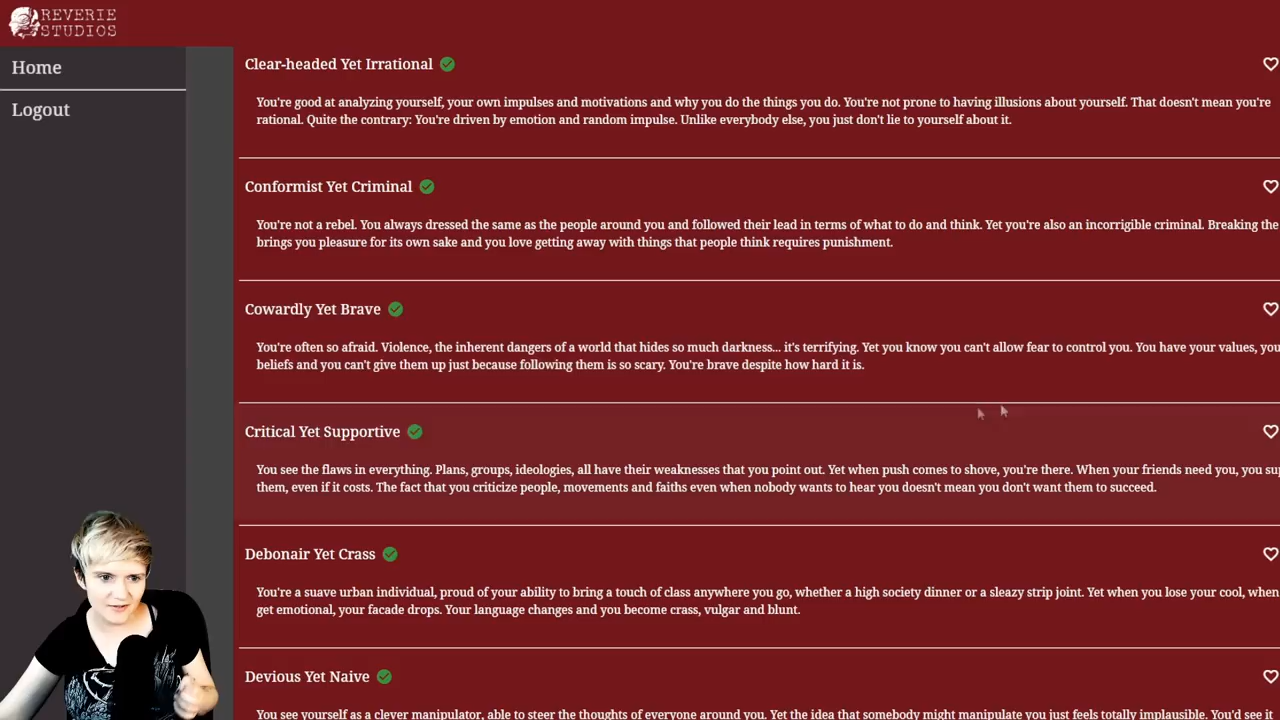 REVERIE
STUDIOS
Home
Logout
Clear-headed Yet Irrational
You're good at analyzing yourself, your own impulses and motivations and why you do the things you do. You're not prone to having illusions about yourself. That doesn't mean you're
rational. Quite the contrary: You're driven by emotion and random impulse. Unlike everybody else, you just don't lie to yourself about it.
Conformist Yet Criminal
You're not a rebel. You always dressed the same as the people around you and followed their lead in terms of what to do and think. Yet you're also an incorrigible criminal. Breaking the
brings you pleasure for its own sake and you love getting away with things that people think requires punishment.
Cowardly Yet Brave
You're often so afraid. Violence, the inherent dangers of a world that hides so much darkness... it's terrifying. Yet you know you can't allow fear to control you. You have your values, you
beliefs and you can't give them up just because following them is so scary. You're brave despite how hard it is.
Critical Yet Supportive
You see the flaws in everything. Plans, groups, ideologies, all have their weaknesses that you point out. Yet when push comes to shove, you're there. When your friends need you, you su
them, even if it costs. The fact that you criticize people, movements and faiths even when nobody wants to hear you doesn't mean you don't want them to succeed.
Debonair Yet Crass
You're a suave urban individual, proud of your ability to bring a touch of class anywhere you go, whether a high society dinner or a sleazy strip joint. Yet when you lose your cool, when
get emotional, your facade drops. Your language changes and you become crass, vulgar and blunt.
Devious Yet Naive
You see yourself as a clever manipulator, able to steer the thoughts of everyone around you. Yet the idea that somebody might manipulate you just feels totally implausible. You'd see it